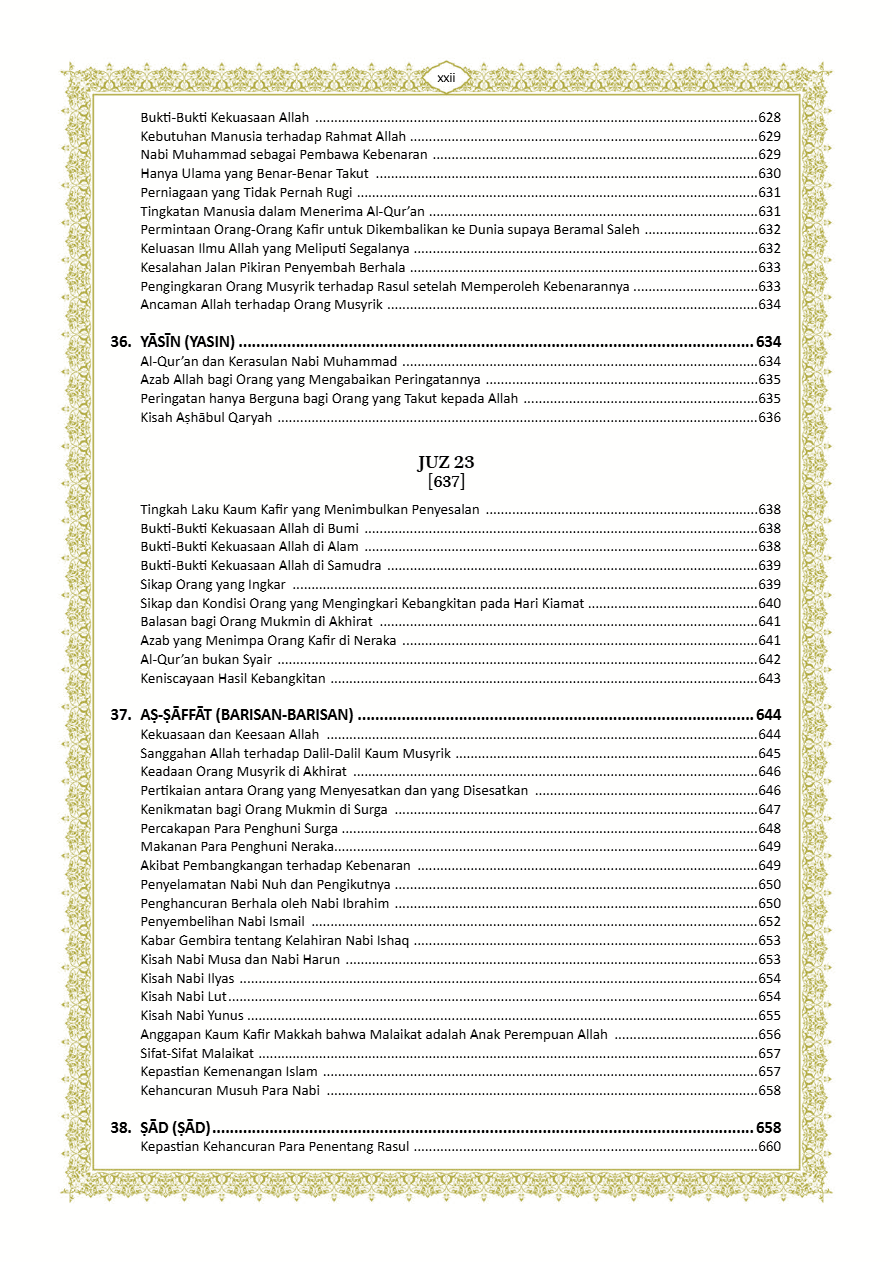 xxii
Bukti-Bukti Kekuasaan Allah ..... 628
Kebutuhan Manusia terhadap Rahmat Allah ..... 629
Nabi Muhammad sebagai Pembawa Kebenaran ..... 629
Hanya Ulama yang Benar-Benar Takut ..... 630
Perniagaan yang Tidak Pernah Rugi ..... 631
Tingkatan Manusia dalam Menerima Al-Qur’an ..... 631
Permintaan Orang-Orang Kafir untuk Dikembalikan ke Dunia supaya Beramal Saleh ..... 632
Keluasan Ilmu Allah yang Meliputi Segalanya ..... 632
Kesalahan Jalan Pikiran Penyembah Berhala ..... 633
Pengingkaran Orang Musyrik terhadap Rasul setelah Memperoleh Kebenarannya ..... 633
Ancaman Allah terhadap Orang Musyrik ..... 634
36. YĀSĪN (YASIN) ..... 634
Al-Qur’an dan Kerasulan Nabi Muhammad ..... 634
Azab Allah bagi Orang yang Mengabaikan Peringatannya ..... 635
Peringatan hanya Berguna bagi Orang yang Takut kepada Allah ..... 635
Kisah Aṣhābul Qaryah ..... 636
JUZ 23
[637]
Tingkah Laku Kaum Kafir yang Menimbulkan Penyesalan ..... 638
Bukti-Bukti Kekuasaan Allah di Bumi ..... 638
Bukti-Bukti Kekuasaan Allah di Alam ..... 638
Bukti-Bukti Kekuasaan Allah di Samudra ..... 639
Sikap Orang yang Ingkar ..... 639
Sikap dan Kondisi Orang yang Mengingkari Kebangkitan pada Hari Kiamat ..... 640
Balasan bagi Orang Mukmin di Akhirat ..... 641
Azab yang Menimpa Orang Kafir di Neraka ..... 641
Al-Qur’an bukan Syair ..... 642
Keniscayaan Hasil Kebangkitan ..... 643
37. AṢ-ṢĀFFĀT (BARISAN-BARISAN) ..... 644
Kekuasaan dan Keesaan Allah ..... 644
Sanggahan Allah terhadap Dalil-Dalil Kaum Musyrik ..... 645
Keadaan Orang Musyrik di Akhirat ..... 646
Pertikaian antara Orang yang Menyesatkan dan yang Disesatkan ..... 646
Kenikmatan bagi Orang Mukmin di Surga ..... 647
Percakapan Para Penghuni Surga ..... 648
Makanan Para Penghuni Neraka ..... 649
Akibat Pembangkangan terhadap Kebenaran ..... 649
Penyelamatan Nabi Nuh dan Pengikutnya ..... 650
Penghancuran Berhala oleh Nabi Ibrahim ..... 650
Penyembelihan Nabi Ismail ..... 652
Kabar Gembira tentang Kelahiran Nabi Ishaq ..... 653
Kisah Nabi Musa dan Nabi Harun ..... 653
Kisah Nabi Ilyas ..... 654
Kisah Nabi Lut ..... 654
Kisah Nabi Yunus ..... 655
Anggapan Kaum Kafir Makkah bahwa Malaikat adalah Anak Perempuan Allah ..... 656
Sifat-Sifat Malaikat ..... 657
Kepastian Kemenangan Islam ..... 657
Kehancuran Musuh Para Nabi ..... 658
38. ṢĀD (ṢĀD) ..... 658
Kepastian Kehancuran Para Penentang Rasul ..... 660